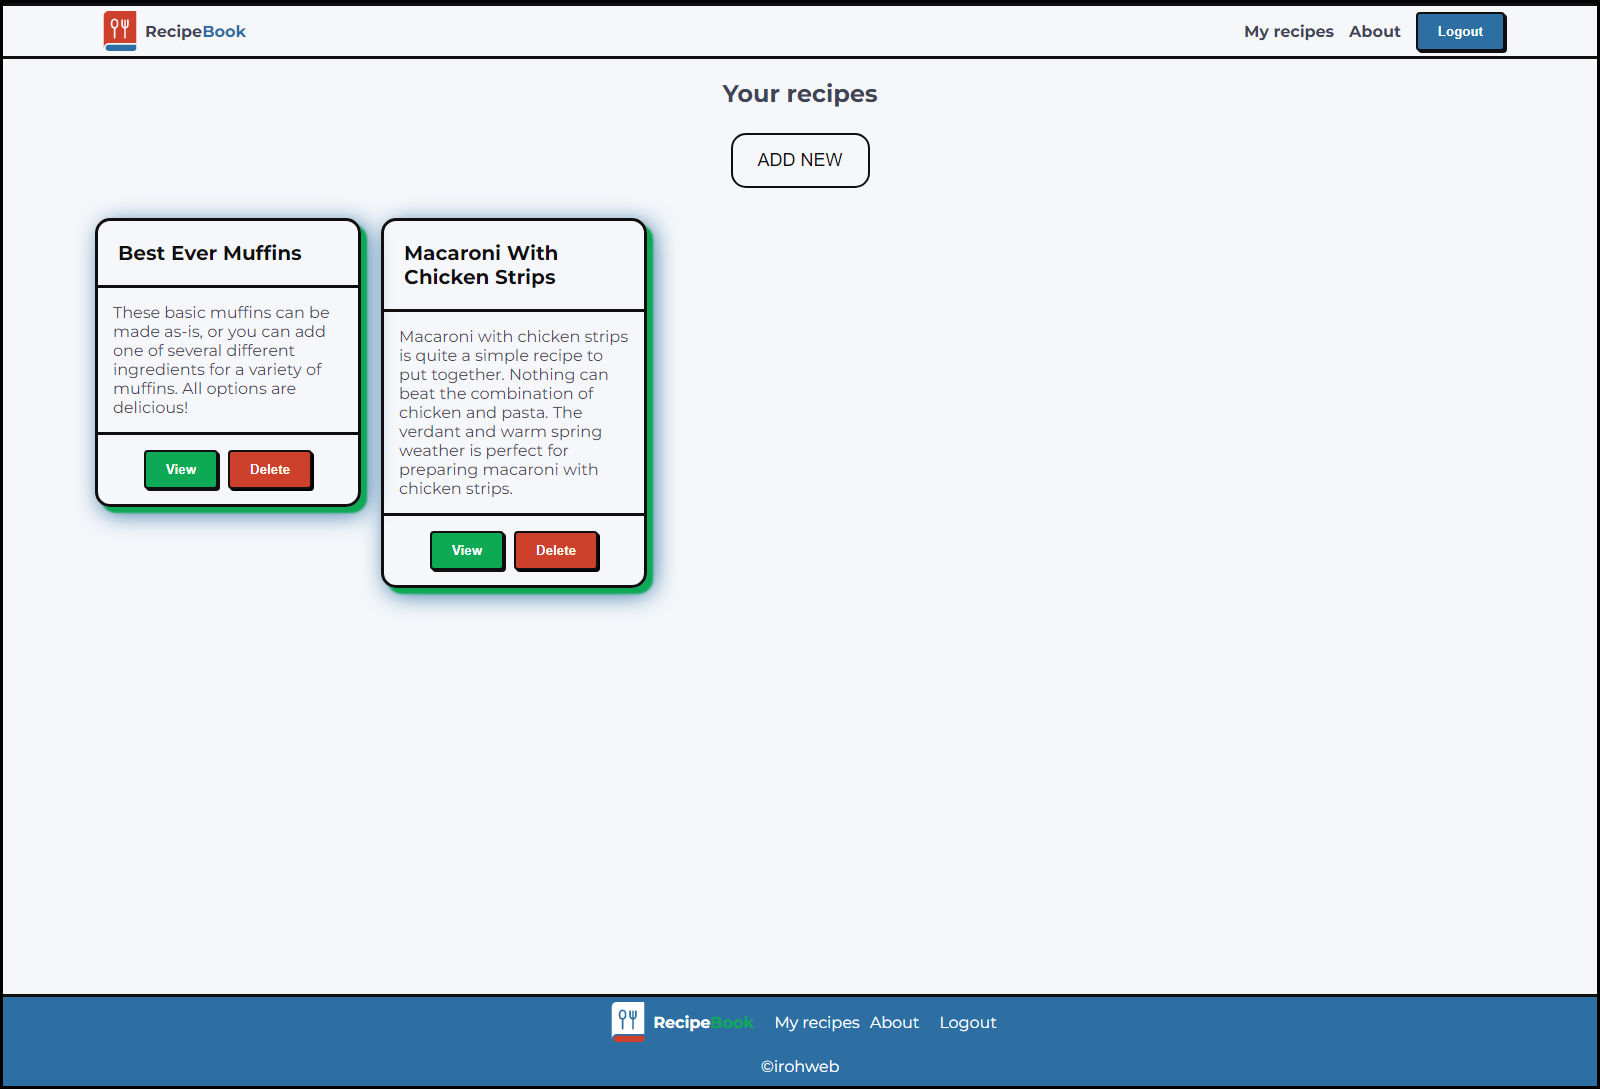 RecipeBook
My recipes About Logout
Your recipes
ADD NEW
Best Ever Muffins
These basic muffins can be
made as-is, or you can add
one of several different
ingredients for a variety of
muffins. All options are
delicious!
View Delete
Macaroni With
Chicken Strips
Macaroni with chicken strips
is quite a simple recipe to
put together. Nothing can
beat the combination of
chicken and pasta. The
verdant and warm spring
weather is perfect for
preparing macaroni with
chicken strips.
View Delete
RecipeBook My recipes About Logout
©irohweb